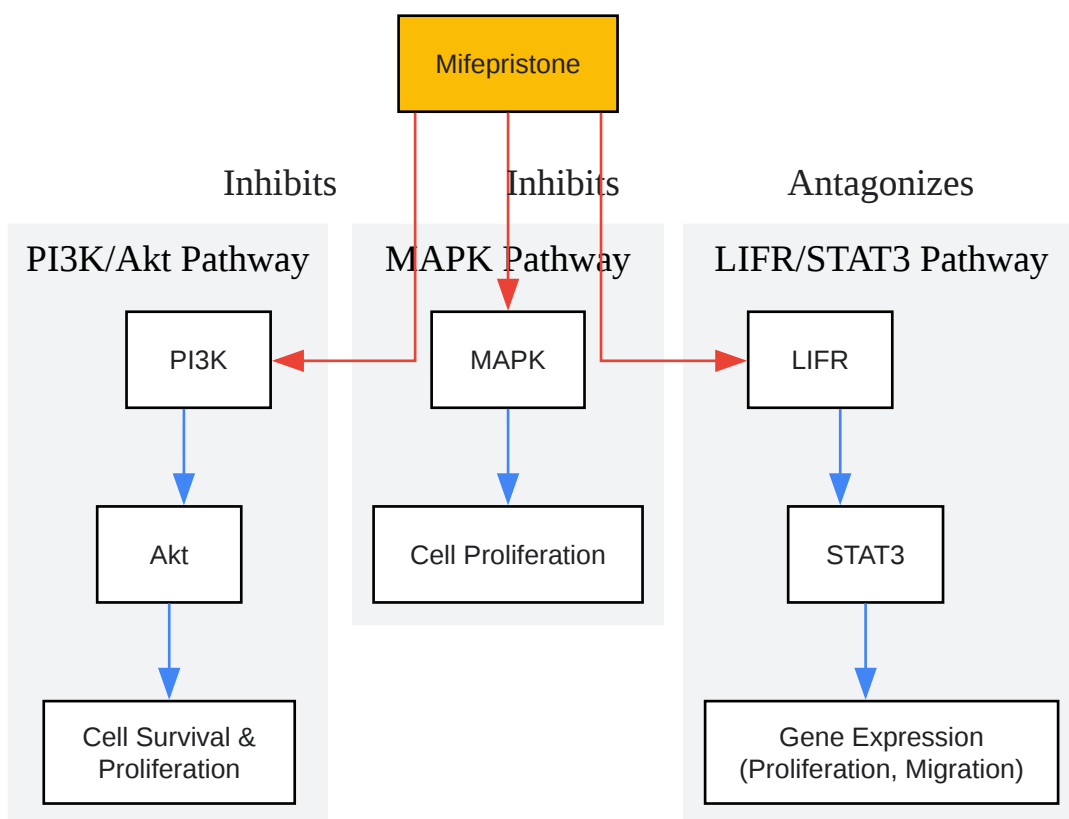 Mifepristone
Inhibits
Inhibits
Antagonizes
PI3K/Akt Pathway
MAPK Pathway
LIFR/STAT3 Pathway
PI3K
MAPK
LIFR
Akt
Cell Proliferation
STAT3
Cell Survival &
Proliferation
Gene Expression
(Proliferation, Migration)